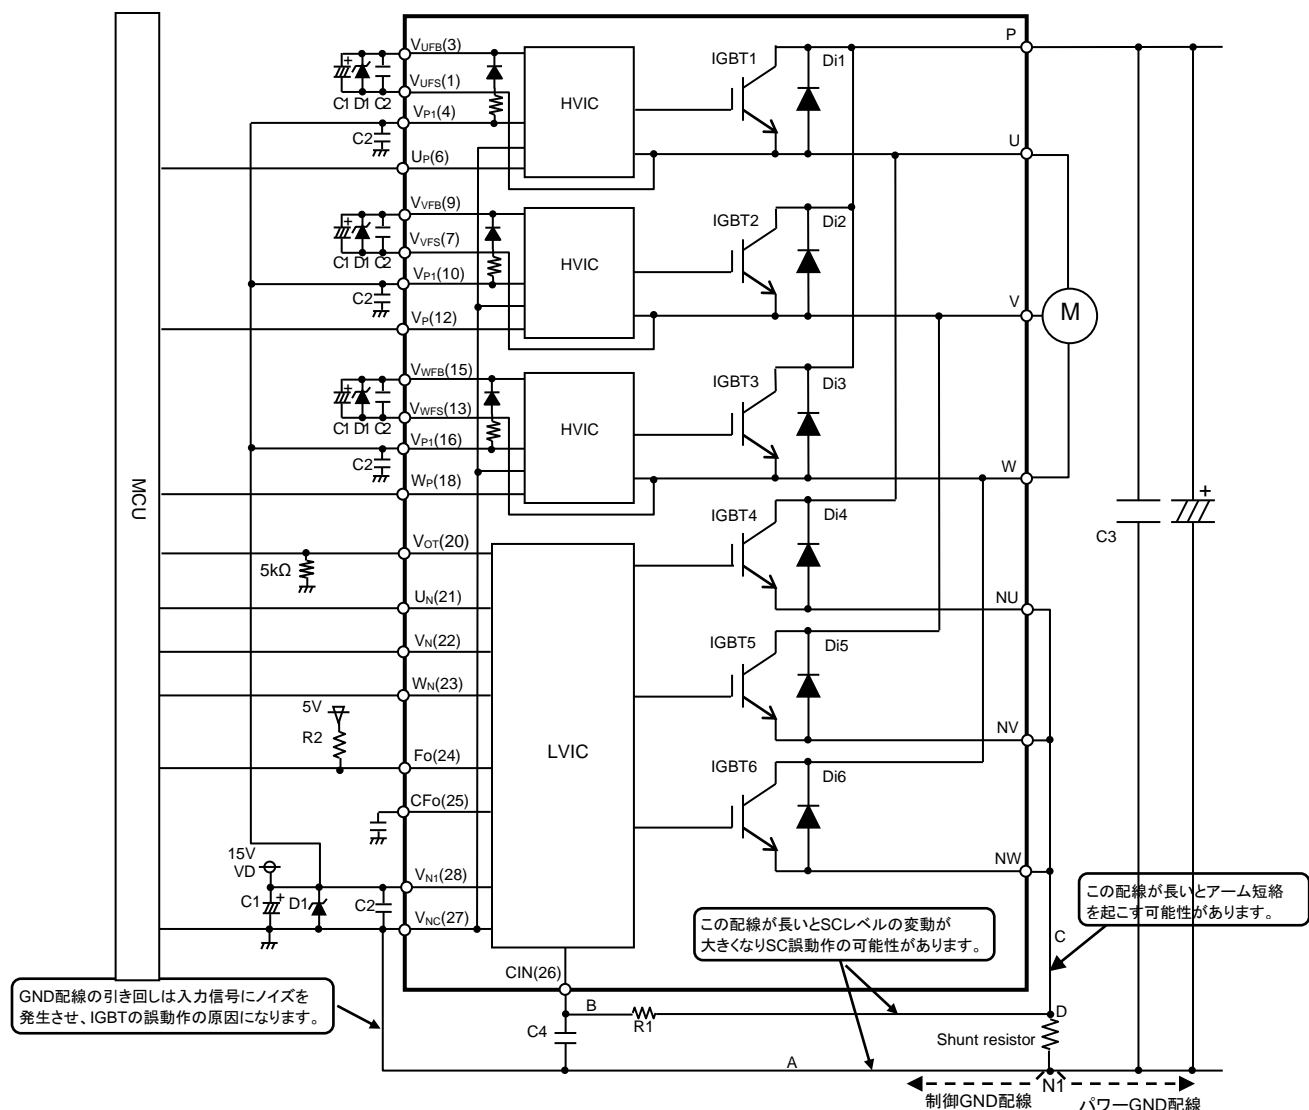 P
VUFB(3)
IGBT1
Di1
VUFS(1)
C1 D1 C2
HVIC
VP1(4)
C2
U
UP(6)
VVFB(9)
IGBT2
Di2
VVFS(7)
C1 D1 C2
HVIC
VP1(10)
C2
V
M
VP(12)
VWFB(15)
IGBT3
Di3
VWFS(13)
C1 D1 C2
HVIC
VP1(16)
C2
W
WP(18)
MCU
IGBT4
Di4
+
C3
VOT(20)
5kΩ
UN(21)
NU
VN(22)
IGBT5
Di5
WN(23)
5V
R2
LVIC
NV
Fo(24)
IGBT6
Di6
CFo(25)
15V
VD
NW
VN1(28)
C1 + D1 C2
VNC(27)
この配線が長いとアーム短絡
を起こす可能性があります。
この配線が長いとSCレベルの変動が
大きくなりSC誤動作の可能性があります。
C
CIN(26)
GND配線の引き回しは入力信号にノイズを
発生させ、IGBTの誤動作の原因になります。
B
R1
D
C4
Shunt resistor
A
N1
制御GND配線
パワーGND配線